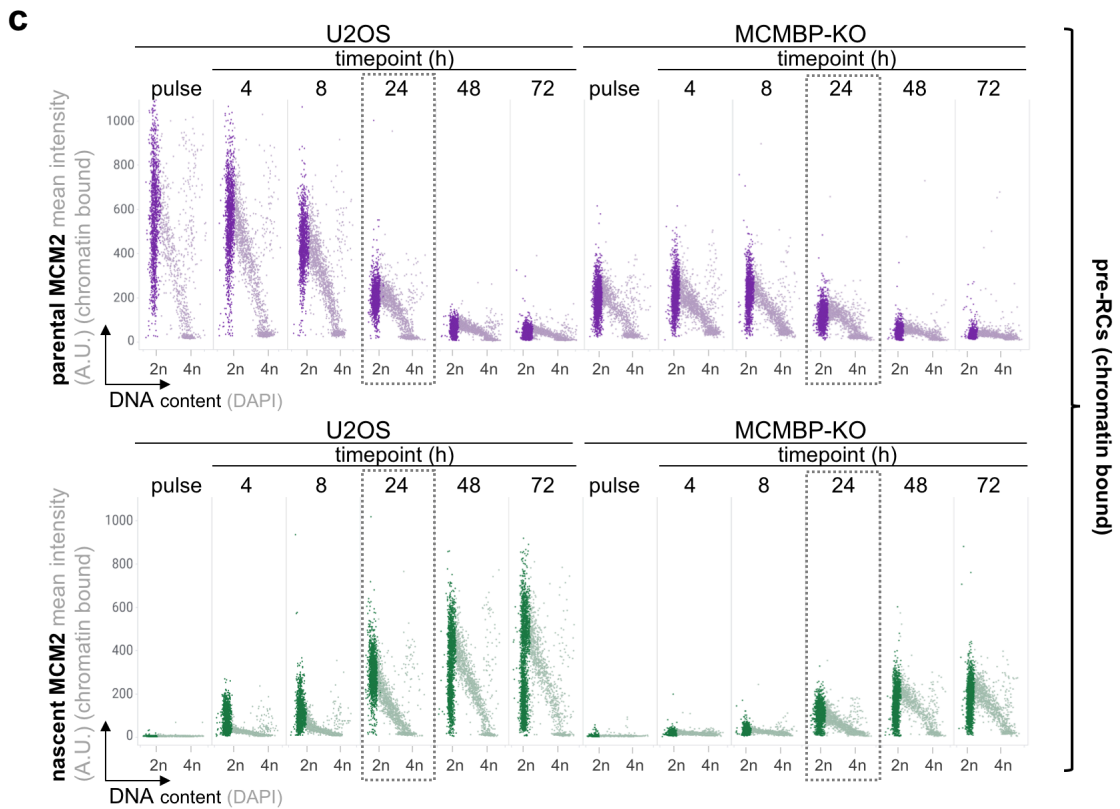 c
U2OS MCMBP-KO
timepoint (h) timepoint (h)
pulse 4 8 24 48 72 pulse 4 8 24 48 72
parental MCMC2 mean intensity
(A.U.) (chromatin bound)
1000
800
600
400
200
0
2n 4n 2n 4n 2n 4n 2n 4n 2n 4n 2n 4n 2n 4n 2n 4n 2n 4n 2n 4n 2n 4n 2n 4n
DNA content (DAPI)
U2OS MCMBP-KO
timepoint (h) timepoint (h)
pulse 4 8 24 48 72 pulse 4 8 24 48 72
nascent MCM2 mean intensity
(A.U.) (chromatin bound)
1000
800
600
400
200
0
2n 4n 2n 4n 2n 4n 2n 4n 2n 4n 2n 4n 2n 4n 2n 4n 2n 4n 2n 4n 2n 4n 2n 4n
DNA content (DAPI)
pre-RCs (chromatin bound)